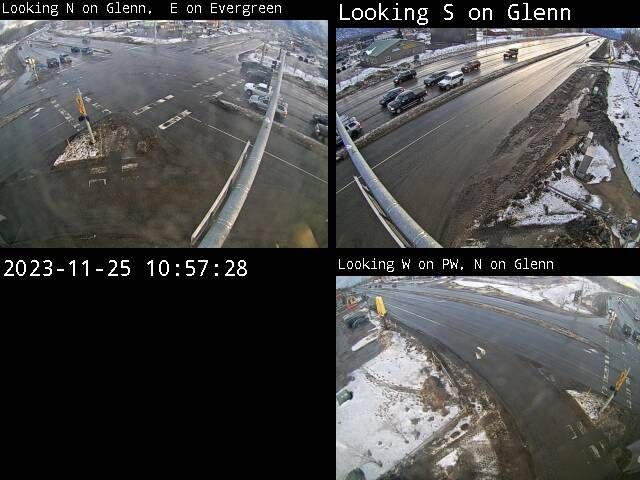 Looking N on Glenn,  E on Evergreen
Looking S on Glenn
2023-11-25 10:57:28
Looking W on PW, N on Glenn